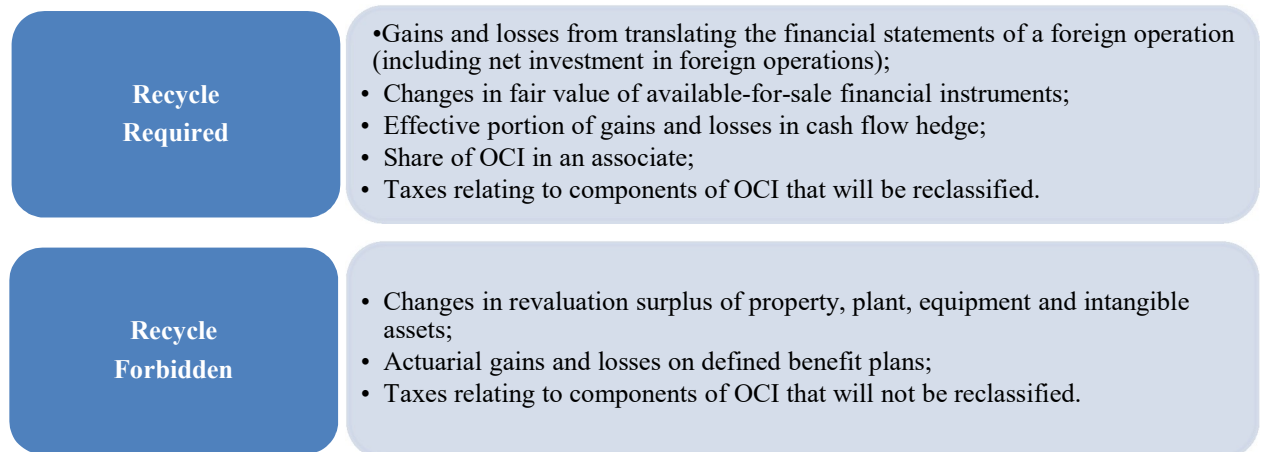 Recycle
Required
•Gains and losses from translating the financial statements of a foreign operation
(including net investment in foreign operations);
• Changes in fair value of available-for-sale financial instruments;
• Effective portion of gains and losses in cash flow hedge;
• Share of OCI in an associate;
• Taxes relating to components of OCI that will be reclassified.
Recycle
Forbidden
• Changes in revaluation surplus of property, plant, equipment and intangible
assets;
• Actuarial gains and losses on defined benefit plans;
• Taxes relating to components of OCI that will not be reclassified.